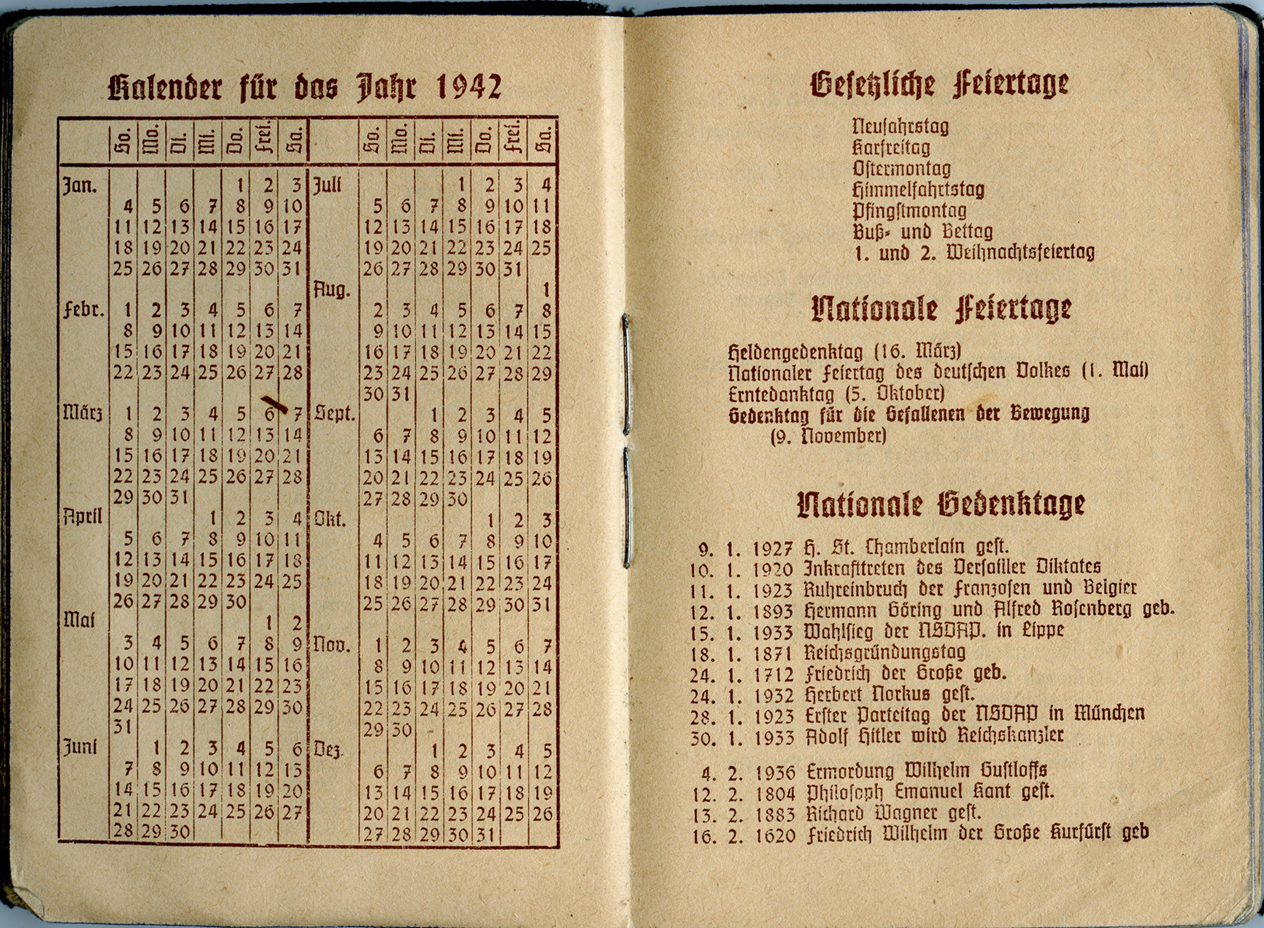 Kalender für das Jahr 1942
So. Mo. Di. Mi. Do. Frei. Sa. So. Mo. Di. Mi. Do. Frei. Sa.
Jan. 1 2 3
4 5 6 7 8 9 10
11 12 13 14 15 16 17
18 19 20 21 22 23 24
25 26 27 28 29 30 31
Febr. 1 2 3 4 5 6 7
8 9 10 11 12 13 14
15 16 17 18 19 20 21
22 23 24 25 26 27 28
März 1 2 3 4 5 6 7
8 9 10 11 12 13 14
15 16 17 18 19 20 21
22 23 24 25 26 27 28
29 30 31
April 1 2 3 4
5 6 7 8 9 10 11
12 13 14 15 16 17 18
19 20 21 22 23 24 25
26 27 28 29 30
Mai 1 2
3 4 5 6 7 8 9
10 11 12 13 14 15 16
17 18 19 20 21 22 23
24 25 26 27 28 29 30
31
Juni 1 2 3 4 5 6
7 8 9 10 11 12 13
14 15 16 17 18 19 20
21 22 23 24 25 26 27
28 29 30
Juli 1 2 3 4
5 6 7 8 9 10 11
12 13 14 15 16 17 18
19 20 21 22 23 24 25
26 27 28 29 30 31
Aug. 1
2 3 4 5 6 7 8
9 10 11 12 13 14 15
16 17 18 19 20 21 22
23 24 25 26 27 28 29
30 31
Sept. 1 2 3 4 5
6 7 8 9 10 11 12
13 14 15 16 17 18 19
20 21 22 23 24 25 26
27 28 29 30
Okt. 1 2 3
4 5 6 7 8 9 10
11 12 13 14 15 16 17
18 19 20 21 22 23 24
25 26 27 28 29 30 31
Nov. 1 2 3 4 5 6 7
8 9 10 11 12 13 14
15 16 17 18 19 20 21
22 23 24 25 26 27 28
29 30
Dez. 1 2 3 4 5
6 7 8 9 10 11 12
13 14 15 16 17 18 19
20 21 22 23 24 25 26
27 28 29 30 31
Gesetzliche Feiertage
Neujahrstag
Karfreitag
Ostermontag
Himmelfahrtstag
Pfingstmontag
Buß- und Bettag
1. und 2. Weihnachtsfeiertag
Nationale Feiertage
Heldengedenktag (16. März)
Nationaler Feiertag des deutschen Volkes (1. Mai)
Erntedanktag (5. Oktober)
Gedenktag für die Gefallenen der Bewegung
(9. November)
Nationale Gedenktage
9. 1. 1927 H. St. Chamberlain gest.
10. 1. 1920 Inkrafttreten des Versailler Diktates
11. 1. 1923 Ruhreinbruch der Franzosen und Belgier
12. 1. 1893 Hermann Göring und Alfred Rosenberg geb.
15. 1. 1933 Wahlsieg der NSDAP. in Lippe
18. 1. 1871 Reichsgründungstag
24. 1. 1712 Friedrich der Große geb.
24. 1. 1932 Herbert Norkus gest.
28. 1. 1923 Erster Parteitag der NSDAP in München
30. 1. 1933 Adolf Hitler wird Reichskanzler
4. 2. 1936 Ermordung Wilhelm Gustloffs
12. 2. 1804 Philosoph Emanuel Kant gest.
13. 2. 1883 Richard Wagner gest.
16. 2. 1620 Friedrich Wilhelm der Große Kurfürst geb